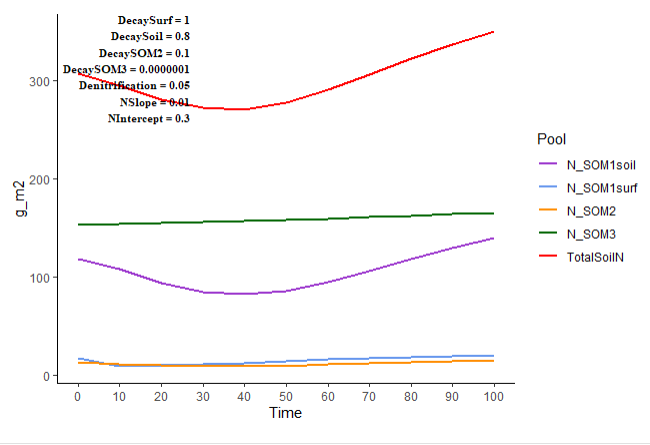 DecaySurf = 1
DecaySoil = 0.8
DecaySOM2 = 0.1
DecaySOM3 = 0.0000001
Denitrification = 0.05
NSlope = 0.01
NIntercept = 0.3
300
200
100
0
g_m2
0 10 20 30 40 50 60 70 80 90 100
Time
Pool
N_SOM1soil
N_SOM1surf
N_SOM2
N_SOM3
TotalSoilN